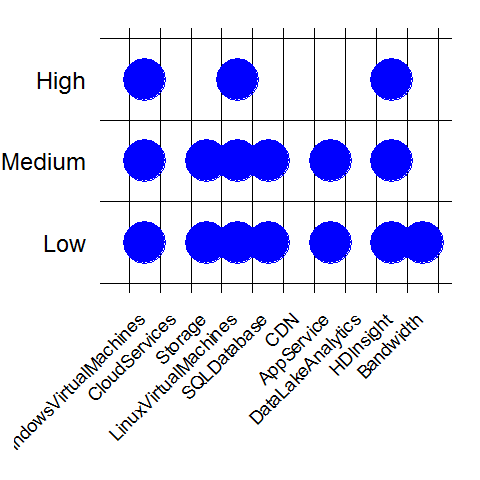 High
Medium
Low
ndowsVirtualMachines
CloudServices
Storage
LinuxVirtualMachines
SQLDatabase
CDN
AppService
DataLakeAnalytics
HDInsight
Bandwidth